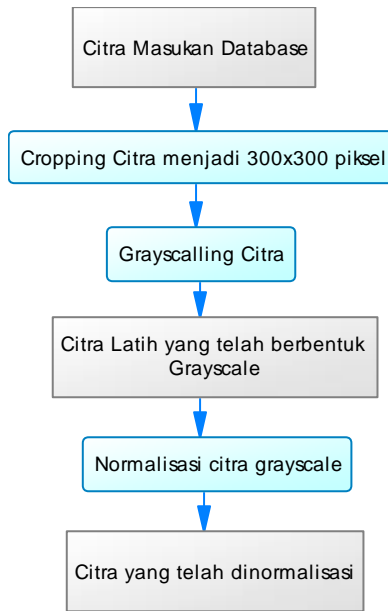 Citra Masukan Database
Cropping Citra menjadi 300x300 piksel
Grayscalling Citra
Citra Latih yang telah berbentuk
Grayscale
Normalisasi citra grayscale
Citra yang telah dinormalisasi